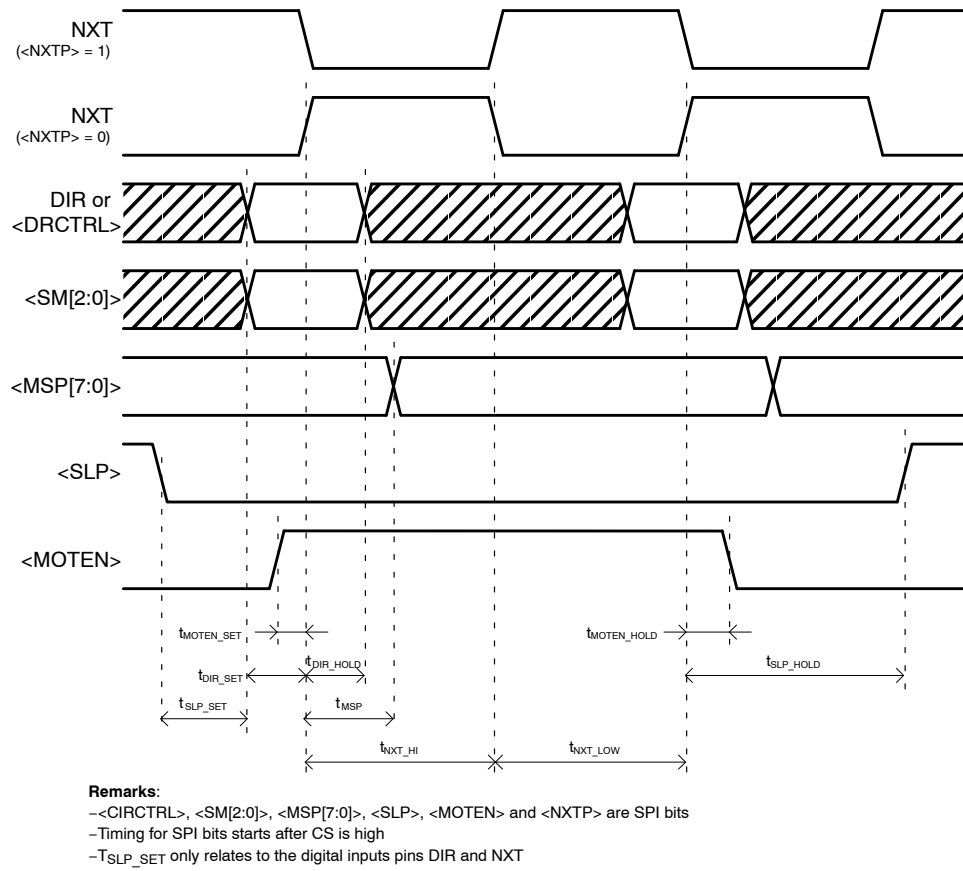 NXT
(<NXTP> = 1)
NXT
(<NXTP> = 0)
DIR or
<DRCTRL>
<SM[2:0]>
<MSP[7:0]>
<SLP>
<MOTEN>
tMOTEN_SET
tMOTEN_HOLD
tDIR_SET
tDIR_HOLD
tSLP_HOLD
tSLP_SET
tMSP
tNXT_HI
tNXT_LOW
Remarks:
−<CIRCTRL>, <SM[2:0]>, <MSP[7:0]>, <SLP>, <MOTEN> and <NXTP> are SPI bits
−Timing for SPI bits starts after CS is high
−TSLP_SET only relates to the digital inputs pins DIR and NXT